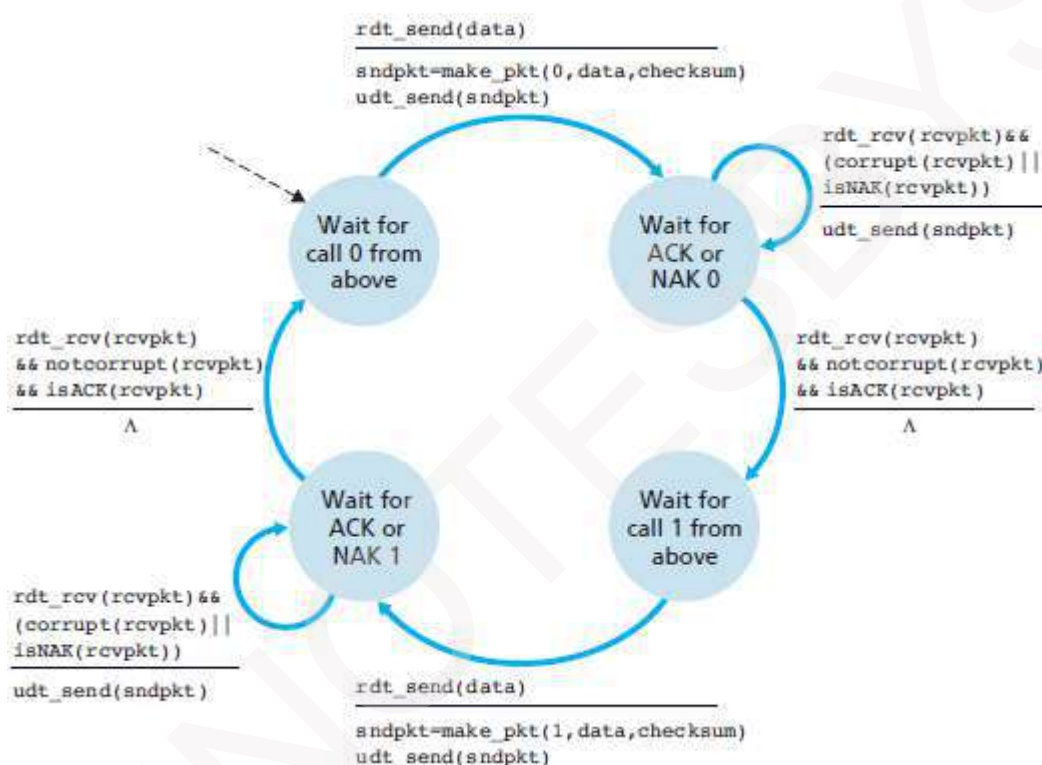 rdt_send(data)
sndpkt=make_pkt(0,data,checksum)
udt_send(sndpkt)
rdt_rcv(rcvpkt)&&
(corrupt(rcvpkt)||
isNAK(rcvpkt))
udt_send(sndpkt)
Wait for
call 0 from
above
Wait for
ACK or
NAK 0
rdt_rcv(rcvpkt)
&& notcorrupt(rcvpkt)
&& isACK(rcvpkt)
Λ
rdt_rcv(rcvpkt)
&& notcorrupt(rcvpkt)
&& isACK(rcvpkt)
Λ
Wait for
ACK or
NAK 1
Wait for
call 1 from
above
rdt_rcv(rcvpkt)&&
(corrupt(rcvpkt)||
isNAK(rcvpkt))
udt_send(sndpkt)
rdt_send(data)
sndpkt=make_pkt(1,data,checksum)
udt_send(sndpkt)
NOTESBYS